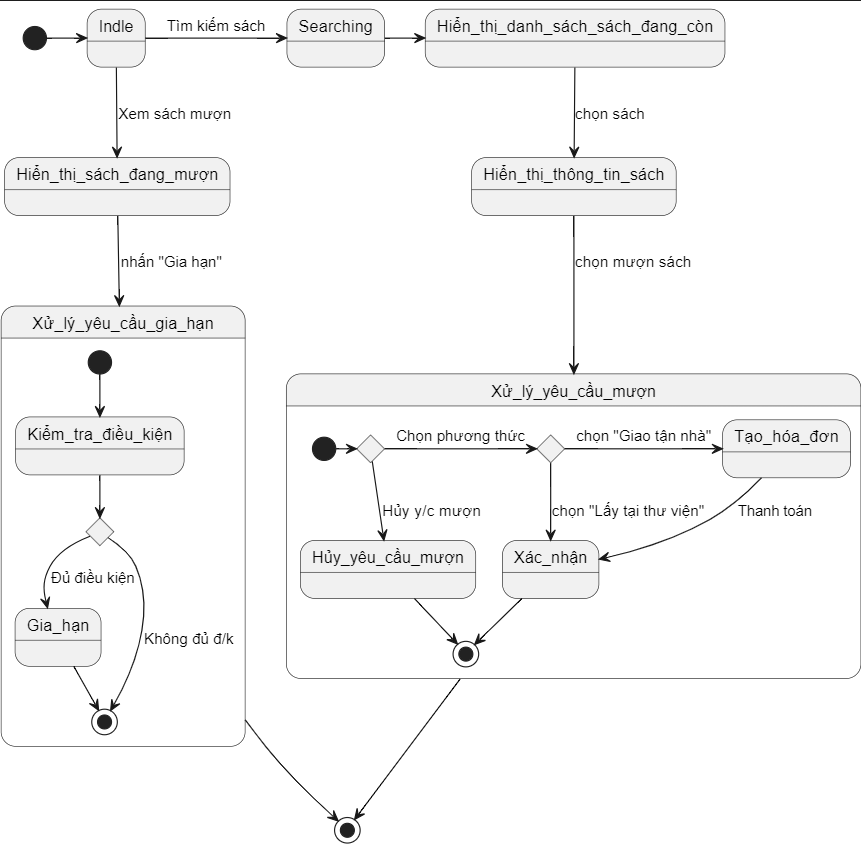 Indle
Tìm kiếm sách
Searching
Hiển_thị_danh_sách_sách_đang_còn
Xem sách mượn
chọn sách
Hiển_thị_sách_đang_mượn
Hiển_thị_thông_tin_sách
nhấn "Gia hạn"
chọn mượn sách
Xử_lý_yêu_cầu_gia_hạn
Kiểm_tra_điều_kiện
Đủ điều kiện
Gia_hạn
Không đủ đ/k
Xử_lý_yêu_cầu_mượn
Chọn phương thức
chọn "Giao tận nhà"
Tạo_hóa_đơn
Hủy y/c mượn
chọn "Lấy tại thư viện"
Thanh toán
Hủy_yêu_cầu_mượn
Xác_nhận